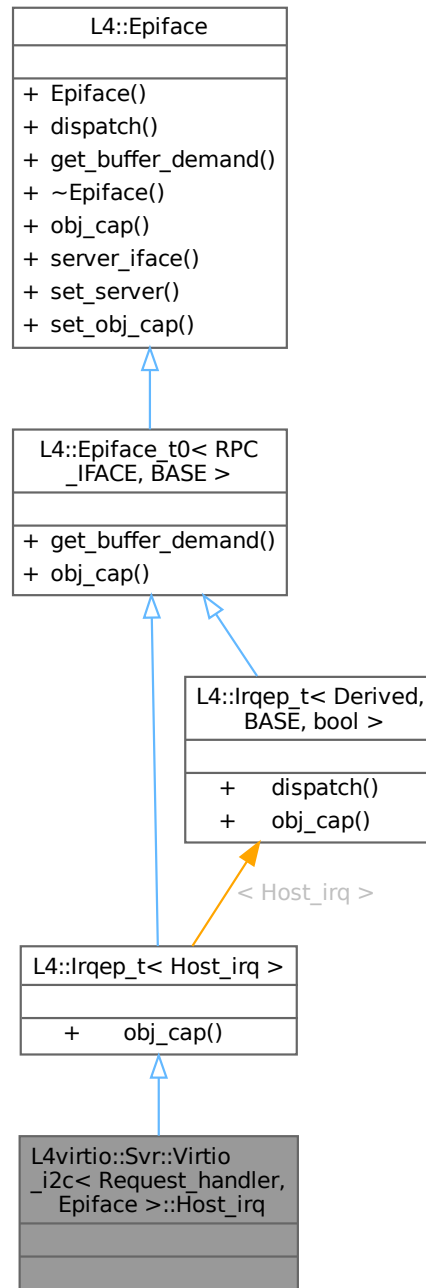 L4::Epiface
+ Epiface()
+ dispatch()
+ get_buffer_demand()
+ ~Epiface()
+ obj_cap()
+ server_iface()
+ set_server()
+ set_obj_cap()
L4::Epiface_t0< RPC
_IFACE, BASE >
+ get_buffer_demand()
+ obj_cap()
L4::Irqep_t< Derived,
BASE, bool >
+ dispatch()
+ obj_cap()
< Host_irq >
L4::Irqep_t< Host_irq >
+ obj_cap()
L4virtio::Svr::Virtio
_i2c< Request_handler,
Epiface >::Host_irq